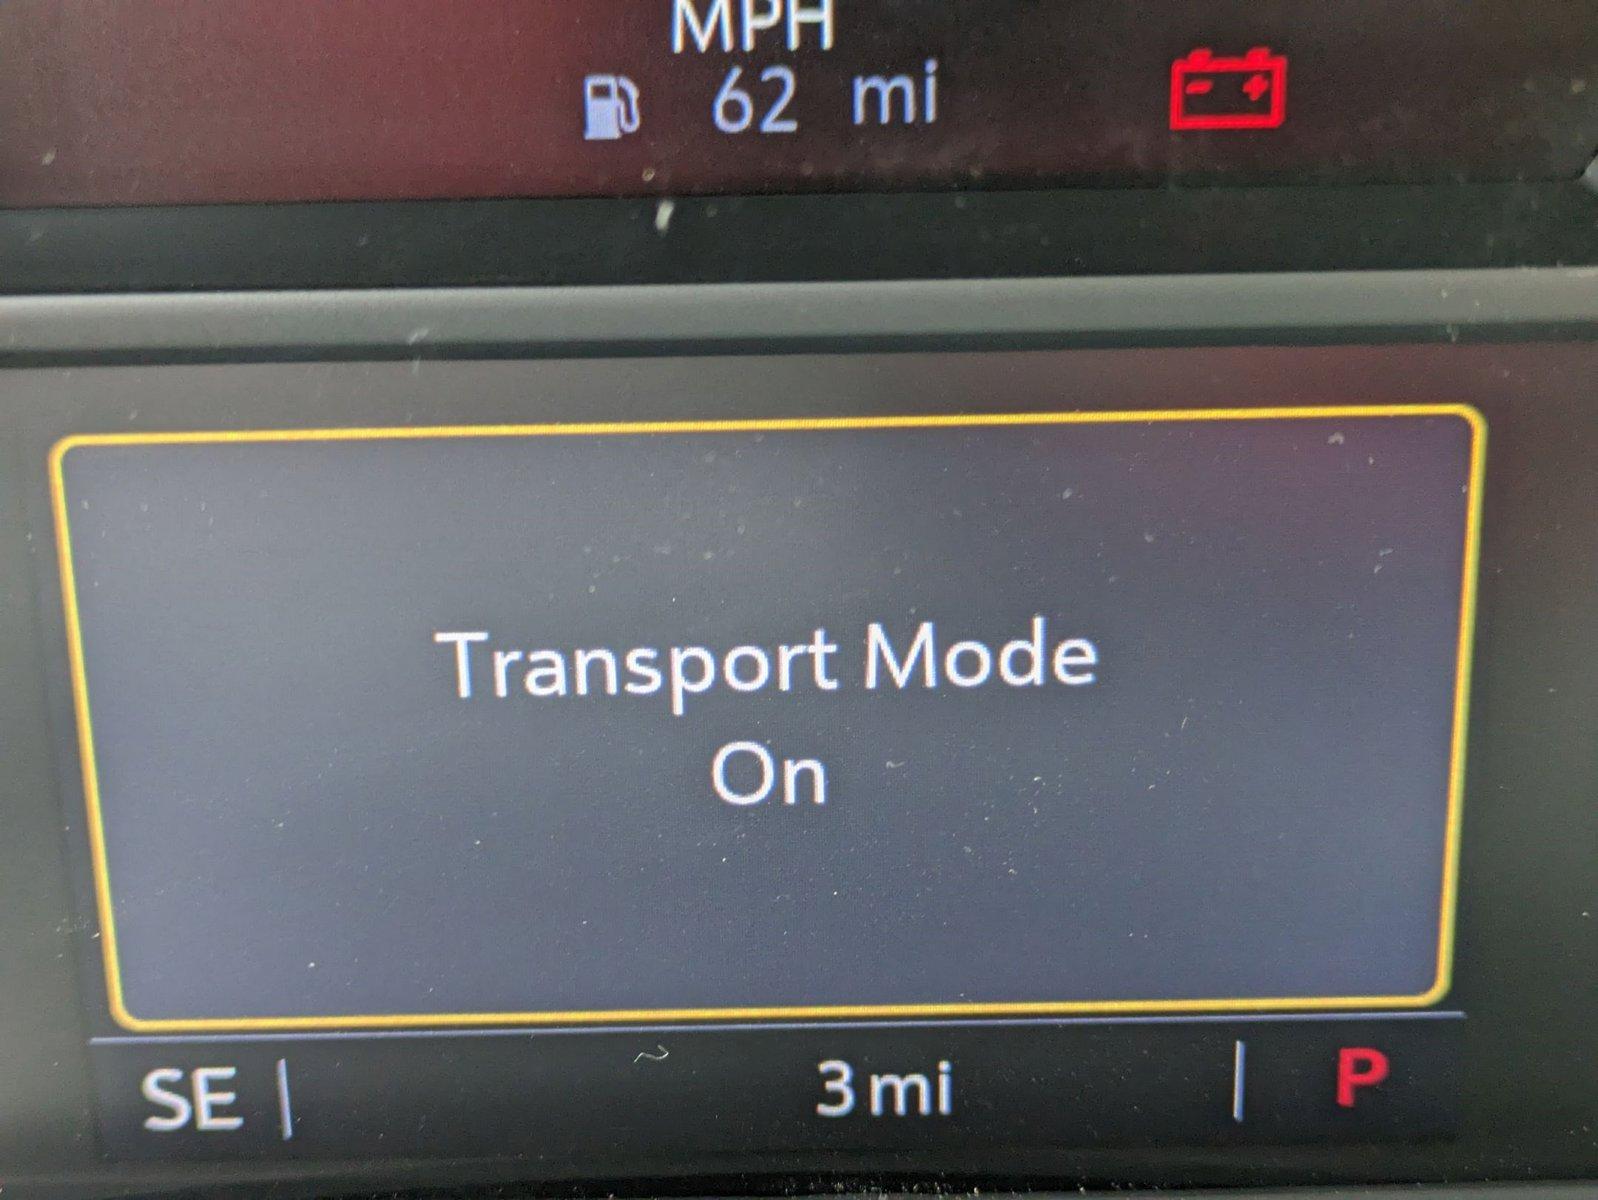 MPH
62 mi
Transport Mode
On
SE 3 mi P